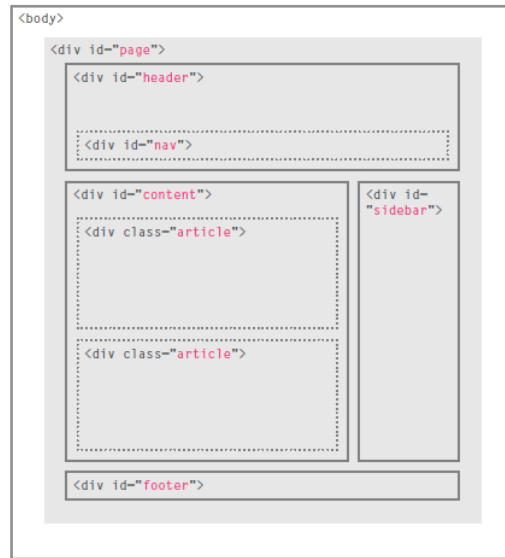 <body>
<div id="page">
<div id="header">
<div id="nav">
<div id="content">
<div class="article">
<div class="article">
<div id=
"sidebar">
<div id="footer">